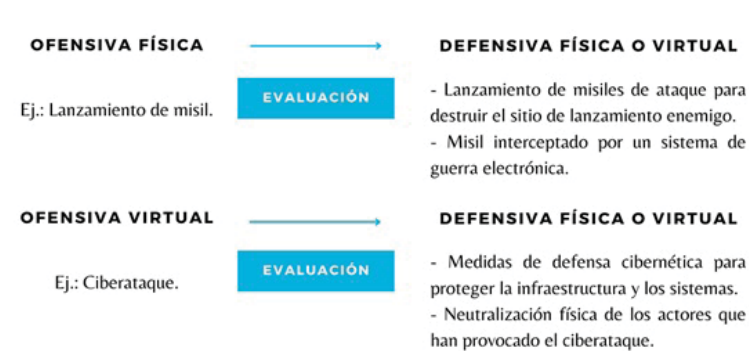 OFENSIVA FÍSICA
Ej.: Lanzamiento de misil.
EVALUACIÓN
DEFENSIVA FÍSICA O VIRTUAL
- Lanzamiento de misiles de ataque para
destruir el sitio de lanzamiento enemigo.
- Misil interceptado por un sistema de
guerra electrónica.
OFENSIVA VIRTUAL
Ej.: Ciberataque.
EVALUACIÓN
DEFENSIVA FÍSICA O VIRTUAL
- Medidas de defensa cibernética para
proteger la infraestructura y los sistemas.
- Neutralización física de los actores que
han provocado el ciberataque.